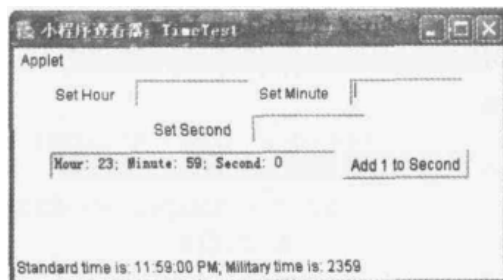 小程序查看器: TimeTest
Applet
Set Hour
Set Minute
Set Second
Hour: 23; Minute: 59; Second: 0
Add 1 to Second
Standard time is: 11:59:00 PM; Military time is: 2359